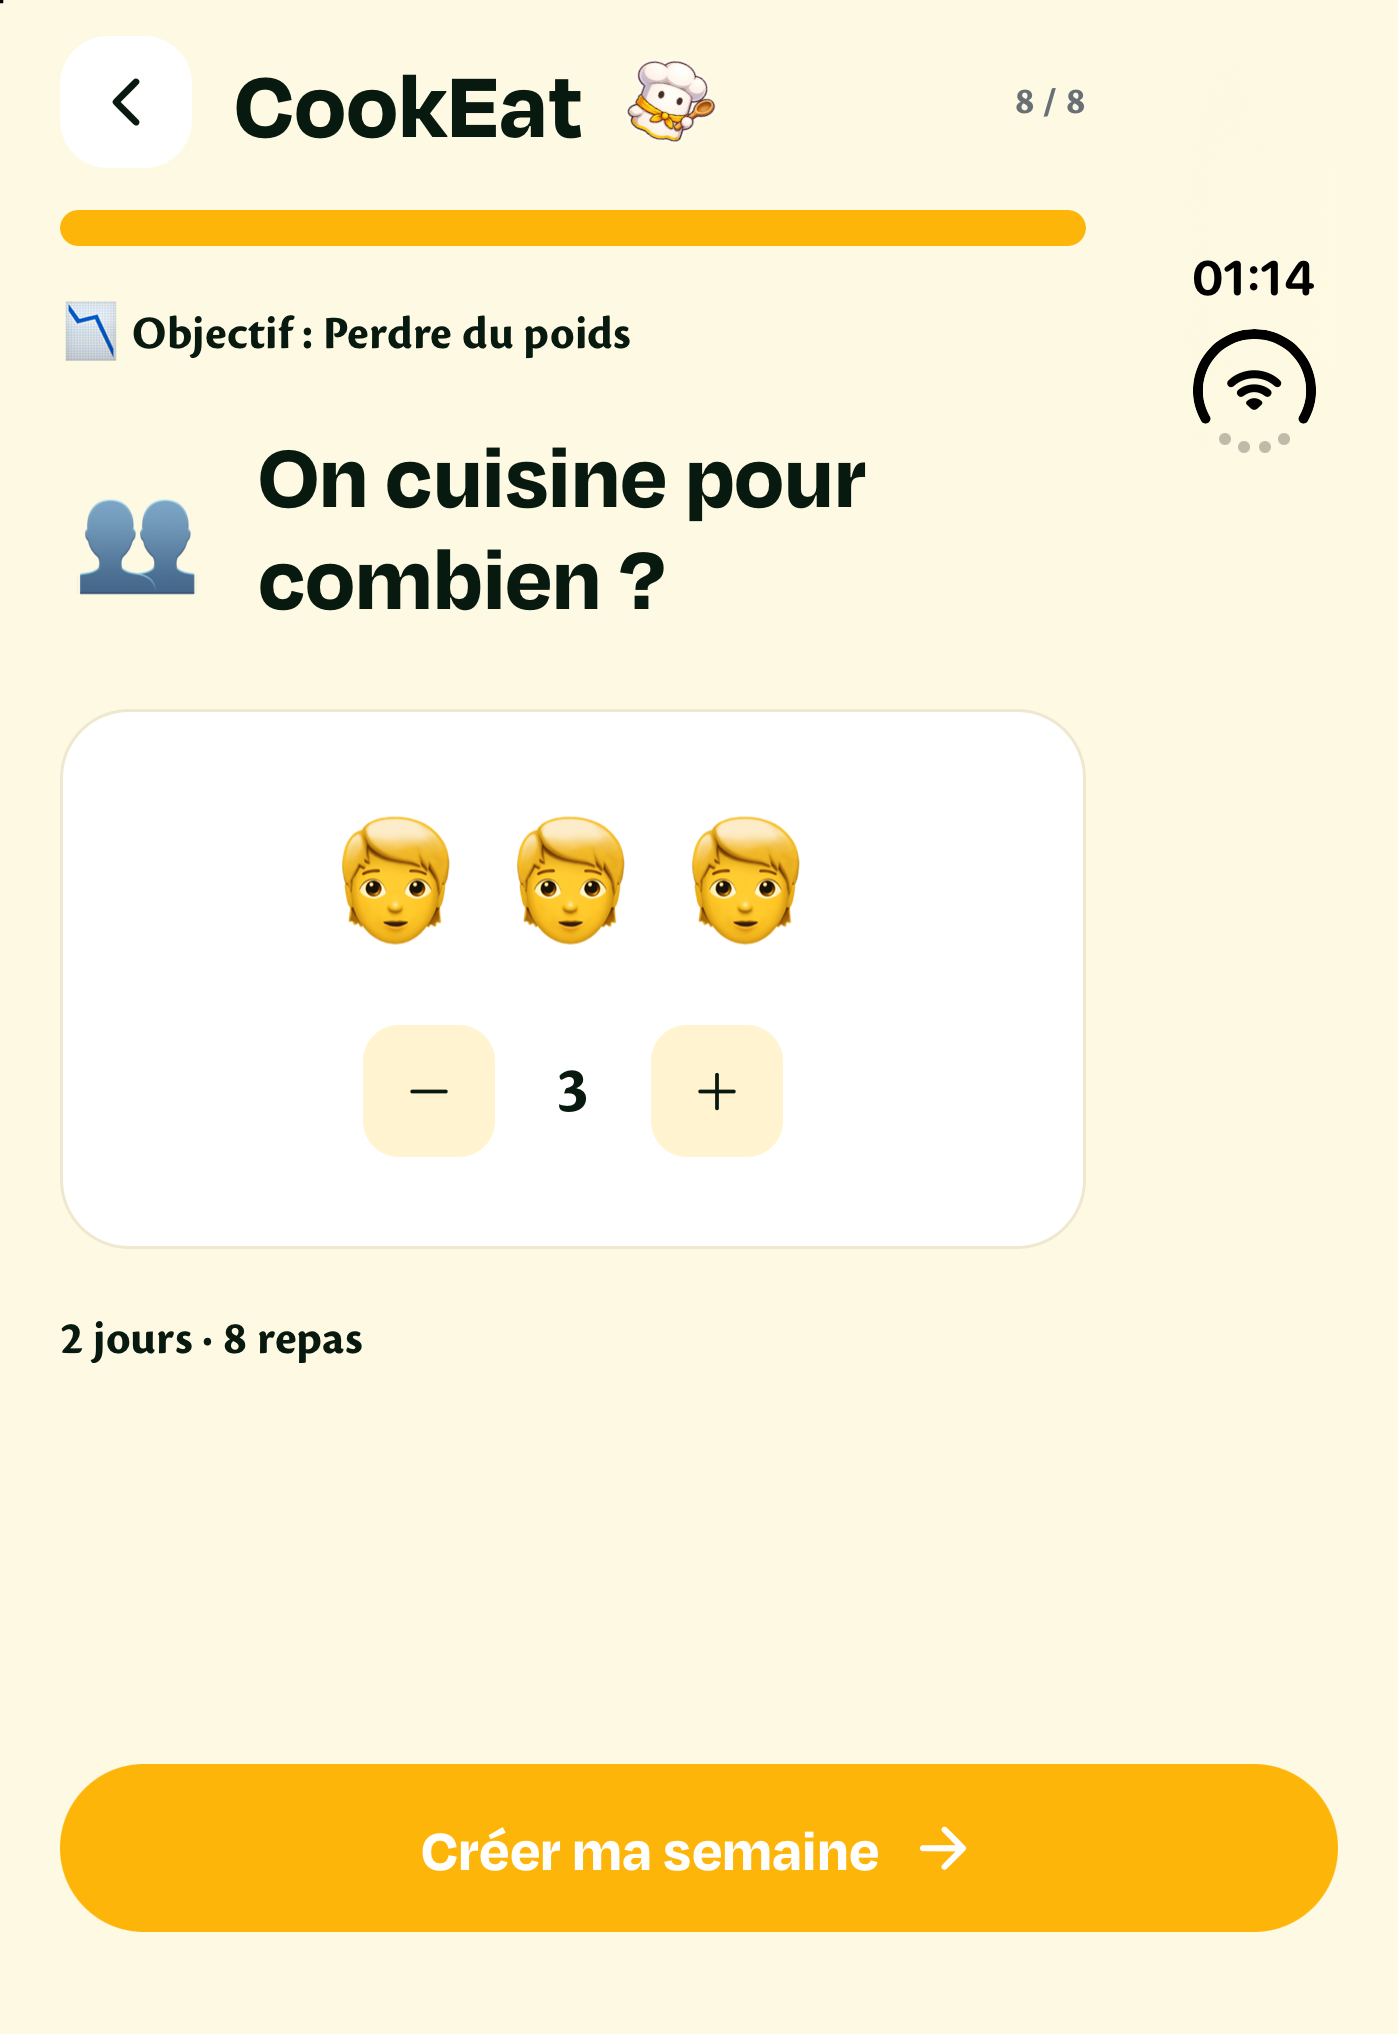 CookEat
8 / 8
01:14
Objectif : Perdre du poids
On cuisine pour
combien ?
3
2 jours · 8 repas
Créer ma semaine